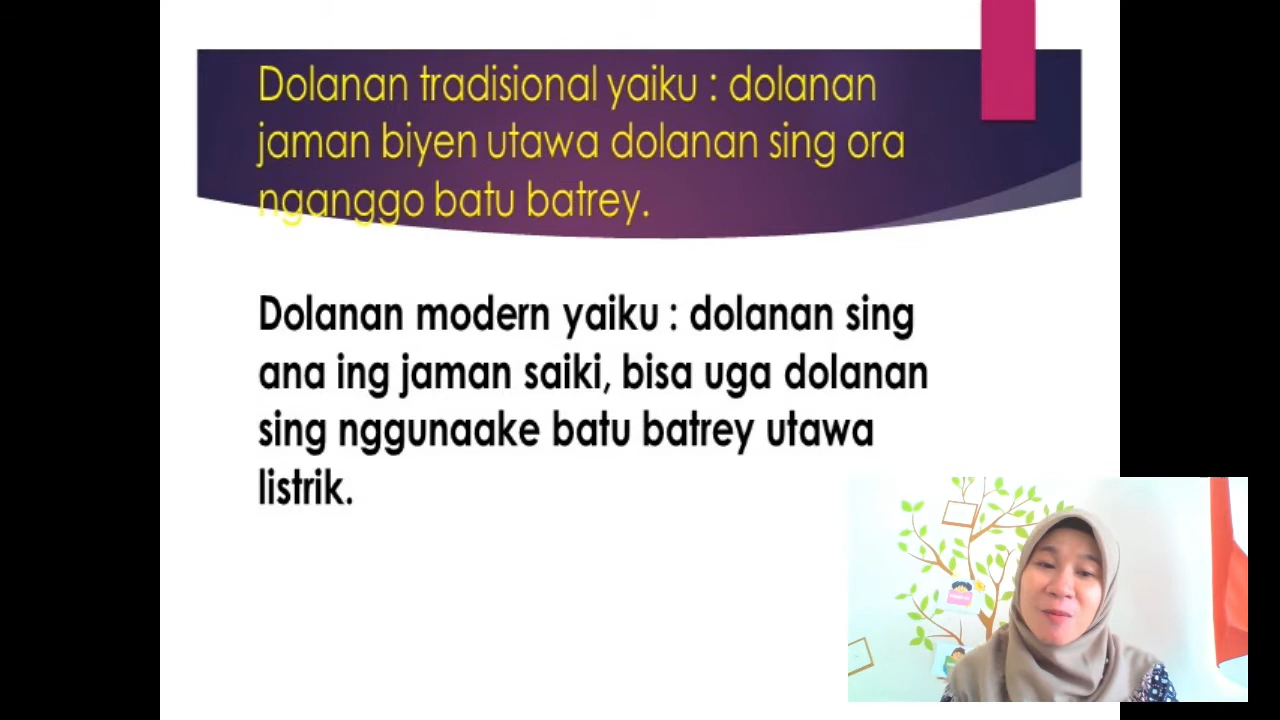 Dolanan tradisional yaiku : dolanan
jaman biyen utawa dolanan sing ora
nganggo batu batrey.
Dolanan modern yaiku : dolanan sing
ana ing jaman saiki, bisa uga dolanan
sing nggunaake batu batrey utawa
listrik.